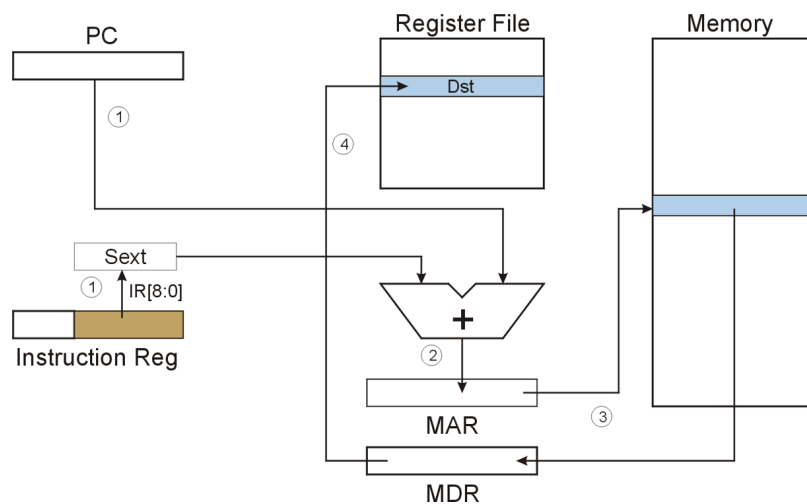 PC
Register File
Memory
Dst
1
4
Sext
1
IR[8:0]
+
Instruction Reg
2
MAR
3
MDR